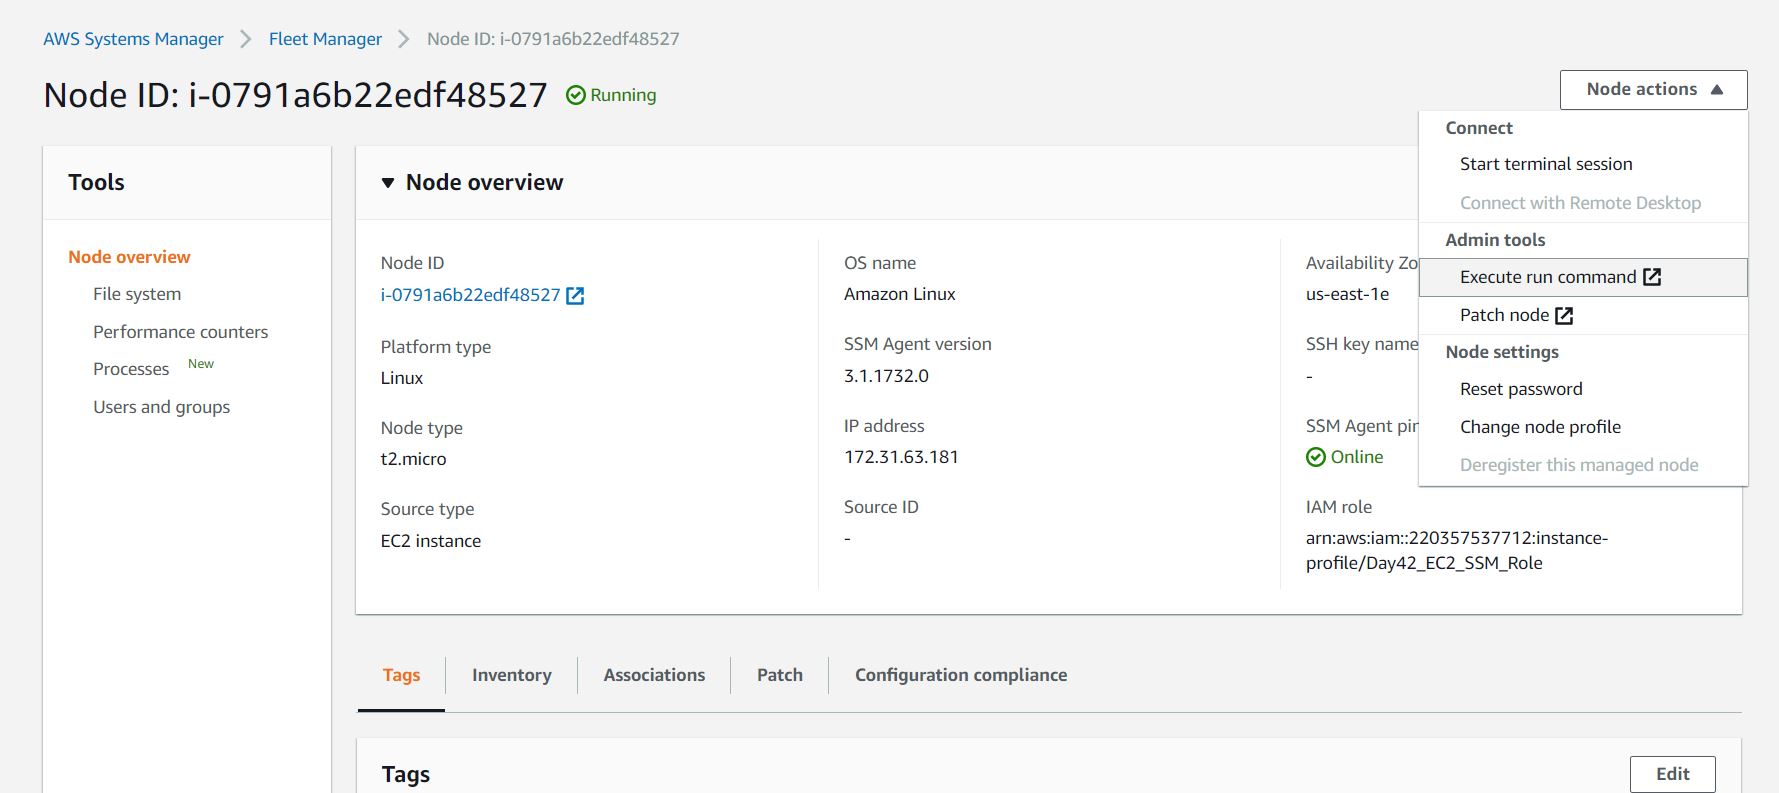 AWS Systems Manager > Fleet Manager > Node ID: i-0791a6b22edf48527
Node ID: i-0791a6b22edf48527 Running
Node actions
Connect
Start terminal session
Connect with Remote Desktop
Admin tools
Execute run command
Patch node
Node settings
Reset password
Change node profile
Deregister this managed node
Tools
Node overview
File system
Performance counters
Processes New
Users and groups
Node overview
Node ID
i-0791a6b22edf48527
Platform type
Linux
Node type
t2.micro
Source type
EC2 instance
OS name
Amazon Linux
SSM Agent version
3.1.1732.0
IP address
172.31.63.181
Source ID
-
Availability Zo
us-east-1e
SSH key name
-
SSM Agent pin
Online
IAM role
arn:aws:iam::220357537712:instance-
profile/Day42_EC2_SSM_Role
Tags Inventory Associations Patch Configuration compliance
Tags
Edit